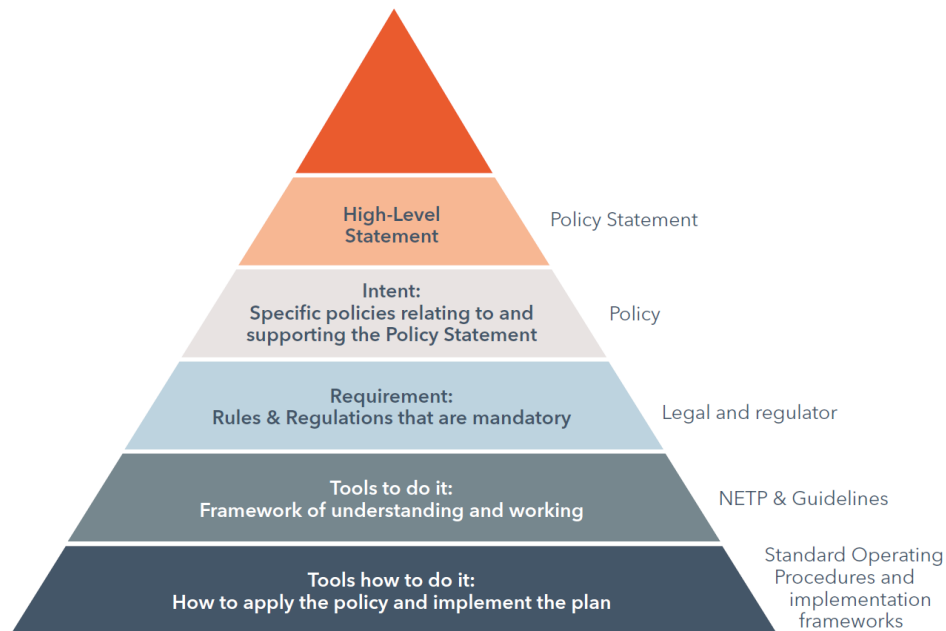 High-Level
Statement
Policy Statement
Intent:
Specific policies relating to and
supporting the Policy Statement
Policy
Requirement:
Rules & Regulations that are mandatory
Legal and regulator
Tools to do it:
Framework of understanding and working
NETP & Guidelines
Tools how to do it:
How to apply the policy and implement the plan
Standard Operating
Procedures and
implementation
frameworks